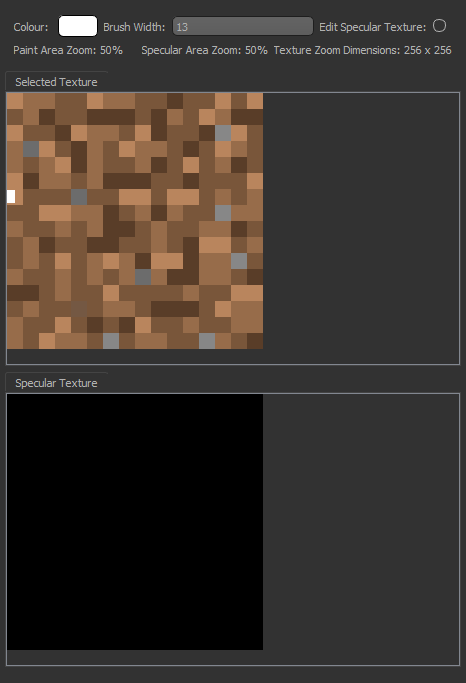 Colour: Brush Width: 13 Edit Specular Texture:
Paint Area Zoom: 50% Specular Area Zoom: 50% Texture Zoom Dimensions: 256 x 256
Selected Texture
Specular Texture